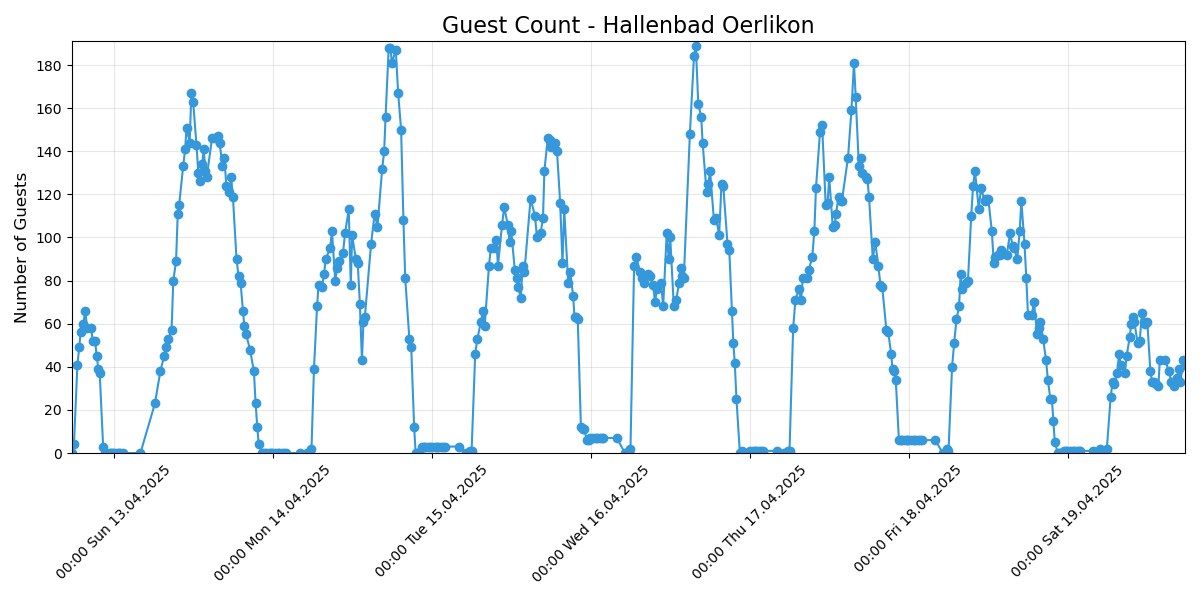 Guest Count - Hallenbad Oerlikon
Number of Guests
180
160
140
120
100
80
60
40
20
0
00:00 Sun 13.04.2025
00:00 Mon 14.04.2025
00:00 Tue 15.04.2025
00:00 Wed 16.04.2025
00:00 Thu 17.04.2025
00:00 Fri 18.04.2025
00:00 Sat 19.04.2025